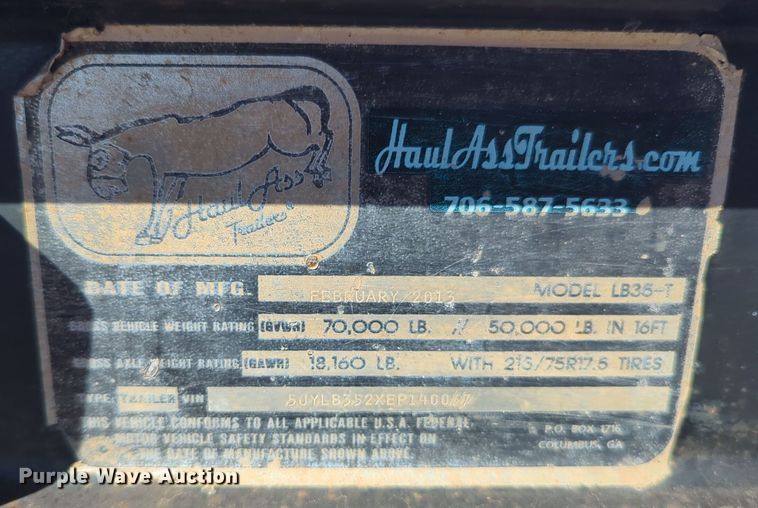 Haul Ass
Trailers
HaulAssTrailers.com
706-587-5633
DATE OF MFG. FEBRUARY/2013 MODEL LB35-T
GROSS VEHICLE WEIGHT RATING (GVWR) 70,000 LB. // 50,000 LB. IN 16FT
GROSS AXLE WEIGHT RATING (GAWR) 18,160 LB. WITH 215/75R17.5 TIRES
TYPE: TRAILER VIN
THIS VEHICLE CONFORMS TO ALL APPLICABLE U.S.A. FEDERAL
MOTOR VEHICLE SAFETY STANDARDS IN EFFECT ON
THE DATE OF MANUFACTURE SHOWN ABOVE.
P.O. BOX 1716
COLUMBUS, GA
Purple Wave Auction